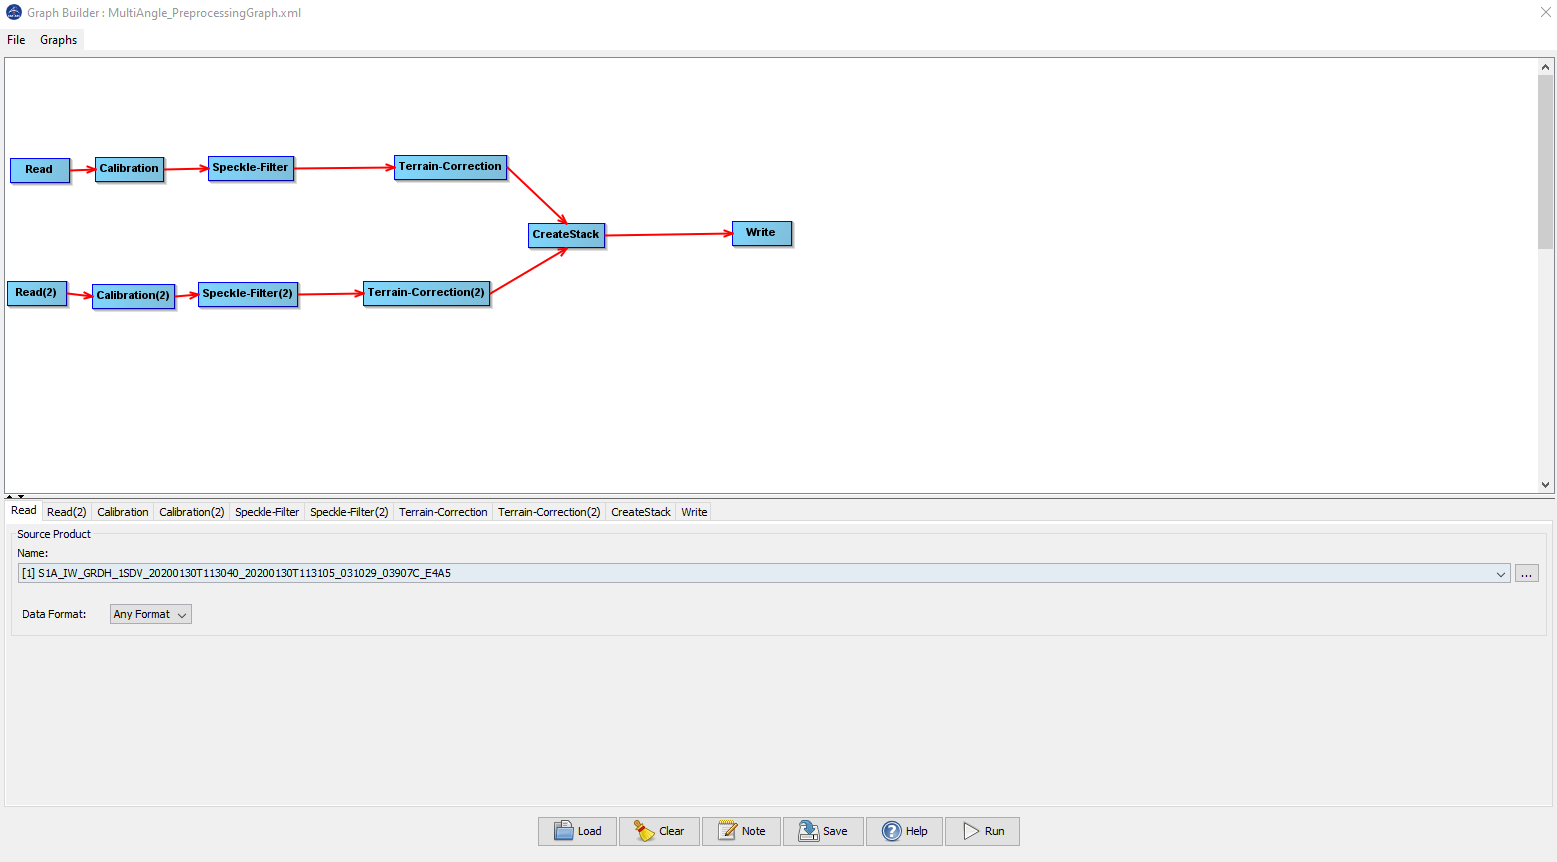 Graph Builder : MultiAngle_PreprocessingGraph.xml
File Graphs
Read Calibration Speckle-Filter Terrain-Correction
CreateStack Write
Read(2) Calibration(2) Speckle-Filter(2) Terrain-Correction(2)
Read Read(2) Calibration Calibration(2) Speckle-Filter Speckle-Filter(2) Terrain-Correction Terrain-Correction(2) CreateStack Write
Source Product
Name:
[1] S1A_IW_GRDH_1SDV_20200130T113040_20200130T113105_031029_03907C_E4A5 ...
Data Format: Any Format
Load Clear Note Save Help Run